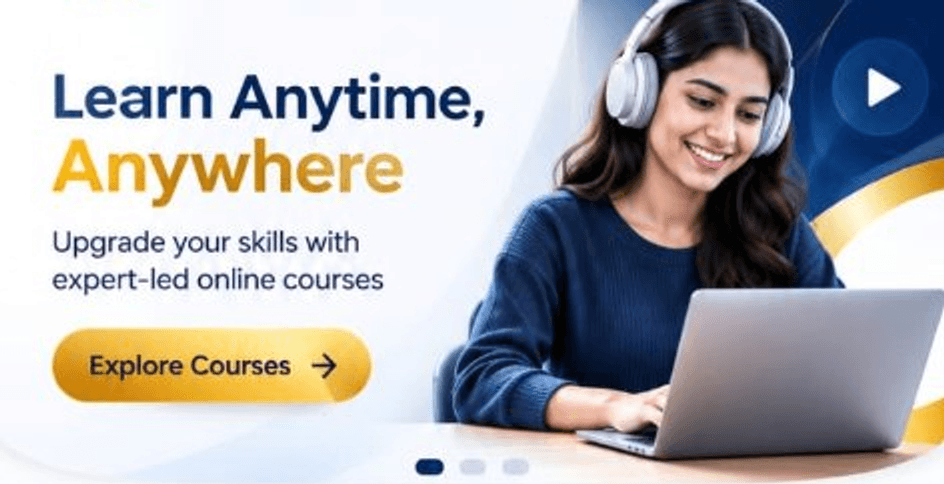 Learn Anytime,
Anywhere
Upgrade your skills with
expert-led online courses
Explore Courses →